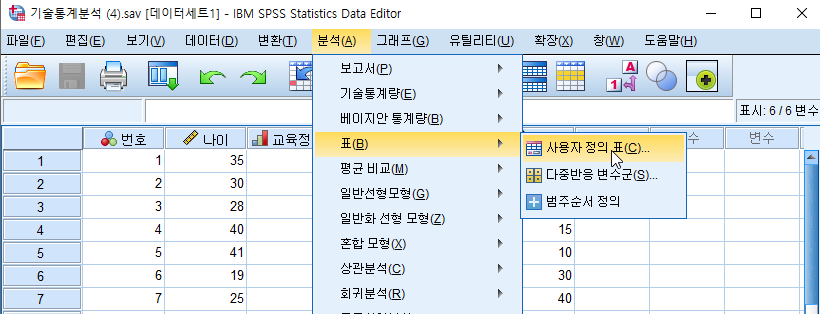 기술통계분석 (4).sav [데이터세트1] - IBM SPSS Statistics Data Editor
파일(F) 편집(E) 보기(V) 데이터(D) 변환(T) 분석(A) 그래프(G) 유틸리티(U) 확장(X) 창(W) 도움말(H)
보고서(P)
기술통계량(E)
베이지안 통계량(B)
표(B)
평균 비교(M)
일반선형모형(G)
일반화 선형 모형(Z)
혼합 모형(X)
상관분석(C)
회귀분석(R)
사용자 정의 표(C)...
다중반응 변수군(S)...
범주순서 정의
표시: 6 / 6 변수
번호 나이 교육정 수 변수
1 1 35
2 2 30
3 3 28
4 4 40 15
5 5 41 10
6 6 19 30
7 7 25 40